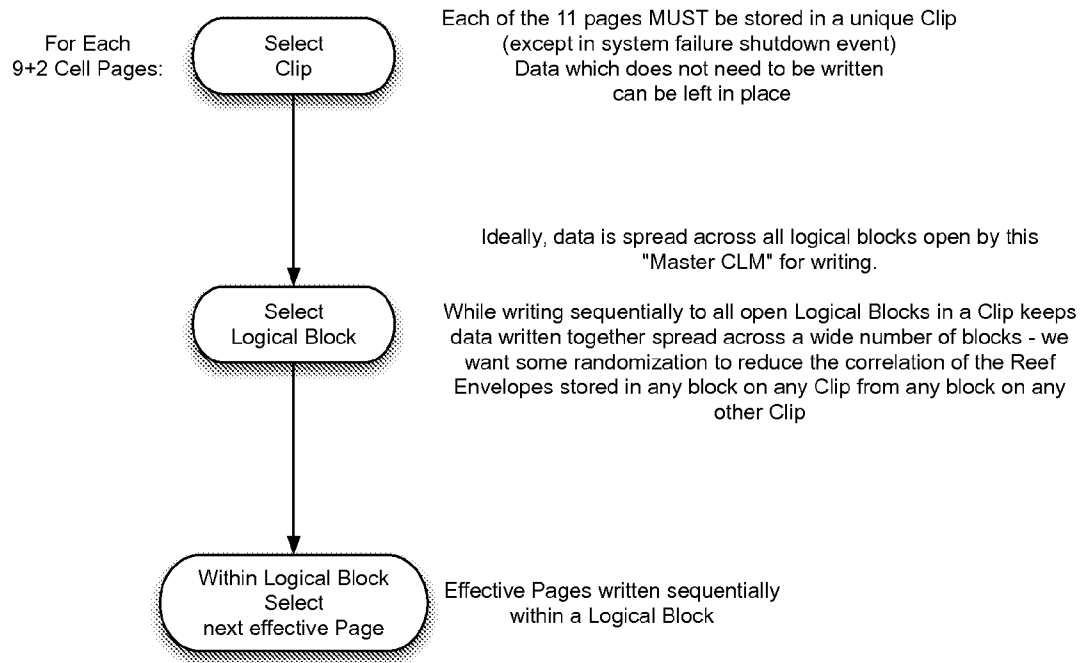 For Each
9+2 Cell Pages:
Select
Clip
Each of the 11 pages MUST be stored in a unique Clip
(except in system failure shutdown event)
Data which does not need to be written
can be left in place
Ideally, data is spread across all logical blocks open by this
"Master CLM" for writing.
Select
Logical Block
While writing sequentially to all open Logical Blocks in a Clip keeps
data written together spread across a wide number of blocks - we
want some randomization to reduce the correlation of the Reef
Envelopes stored in any block on any Clip from any block on any
other Clip
Within Logical Block
Select
next effective Page
Effective Pages written sequentially
within a Logical Block